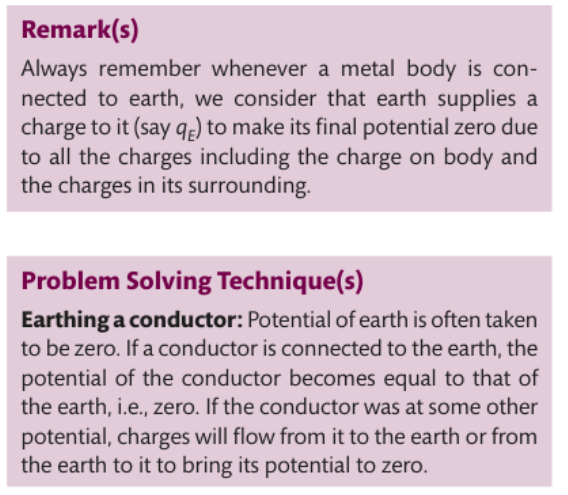 Remark(s)
Always remember whenever a metal body is con-
nected to earth, we consider that earth supplies a
charge to it (say qE) to make its final potential zero due
to all the charges including the charge on body and
the charges in its surrounding.
Problem Solving Technique(s)
Earthing a conductor: Potential of earth is often taken
to be zero. If a conductor is connected to the earth, the
potential of the conductor becomes equal to that of
the earth, i.e., zero. If the conductor was at some other
potential, charges will flow from it to the earth or from
the earth to it to bring its potential to zero.